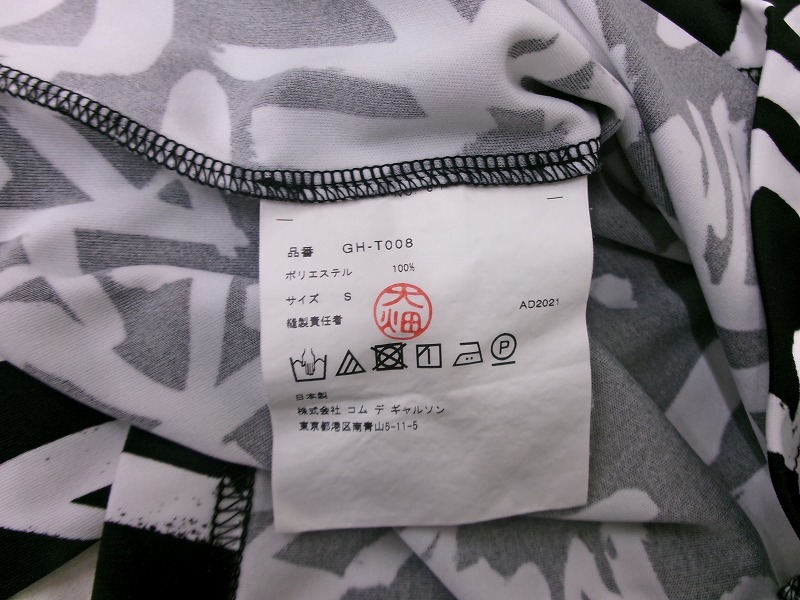 品番 GH-T008
ポリエステル 100%
サイズ S
縫製責任者 大畑
AD2021
日本製
株式会社 コム デ ギャルソン
東京都港区南青山5-11-5